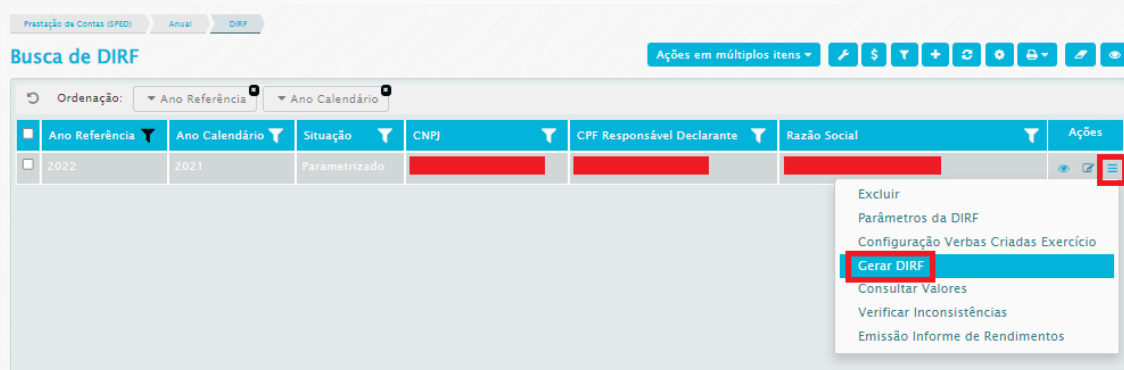 Prestação de Contas (SPED) Anual DIRF
Busca de DIRF
Ações em múltiplos itens
Ordenação: Ano Referência Ano Calendário
Ano Referência Ano Calendário Situação CNPJ CPF Responsável Declarante Razão Social Ações
2022 2021 Parametrizado
Excluir
Parâmetros da DIRF
Configuração Verbas Criadas Exercício
Gerar DIRF
Consultar Valores
Verificar Inconsistências
Emissão Informe de Rendimentos